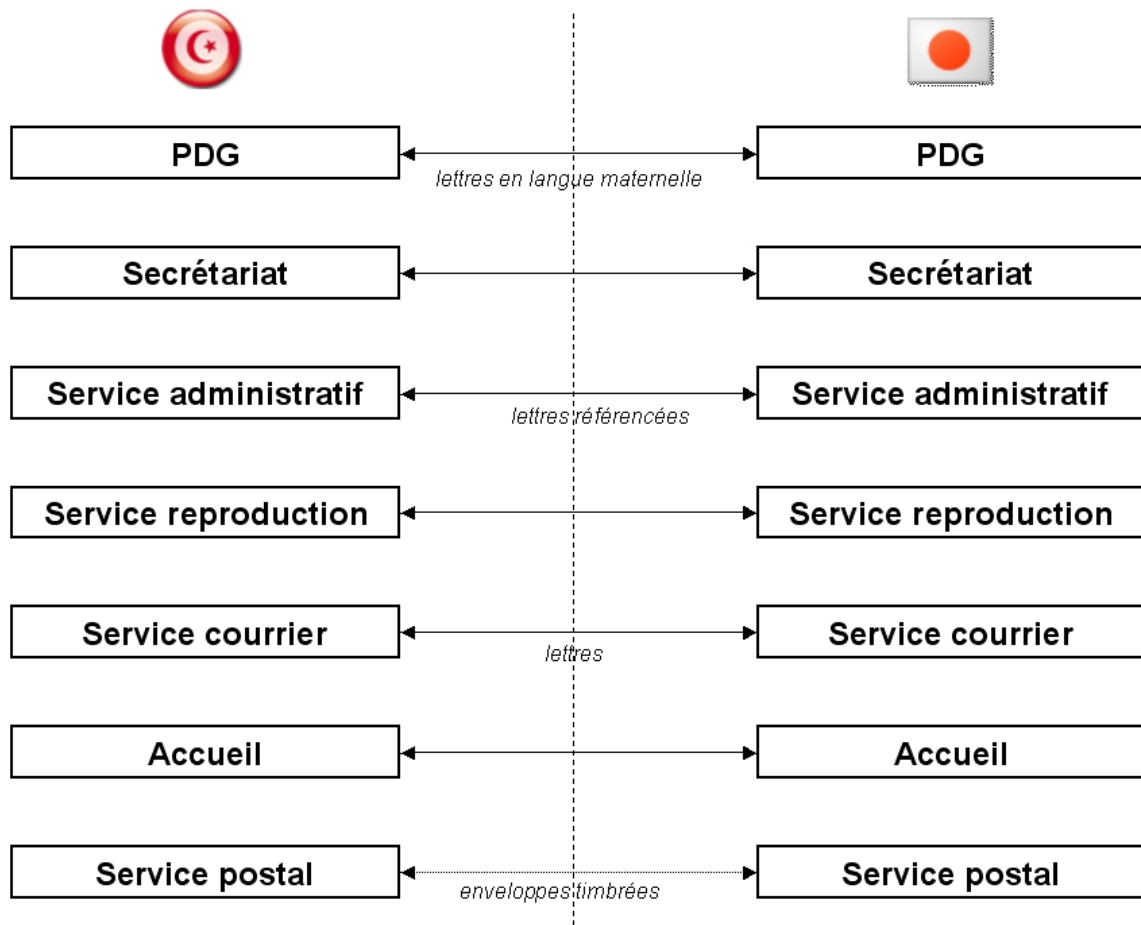 PDG
PDG
lettres en langue maternelle
Secrétariat
Secrétariat
Service administratif
Service administratif
lettres référencées
Service reproduction
Service reproduction
Service courrier
Service courrier
lettres
Accueil
Accueil
Service postal
Service postal
enveloppes timbrées